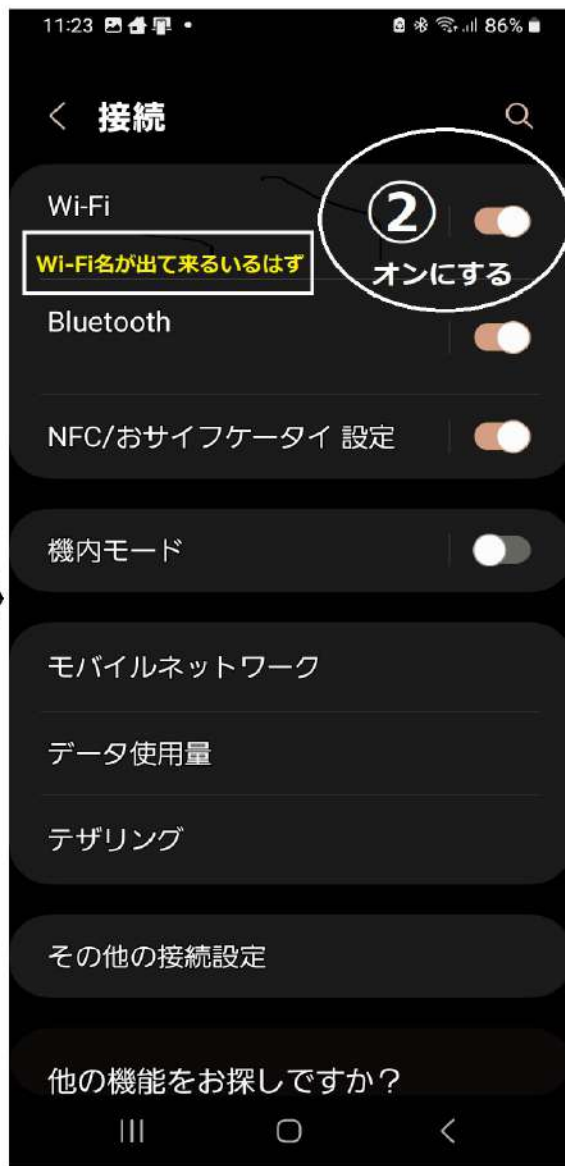 11:23 86%
接続
Wi-Fi
②
Wi-Fi名が出て来るいるはず
オンにする
Bluetooth
NFC/おサイフケータイ 設定
機内モード
モバイルネットワーク
データ使用量
テザリング
その他の接続設定
他の機能をお探しですか？